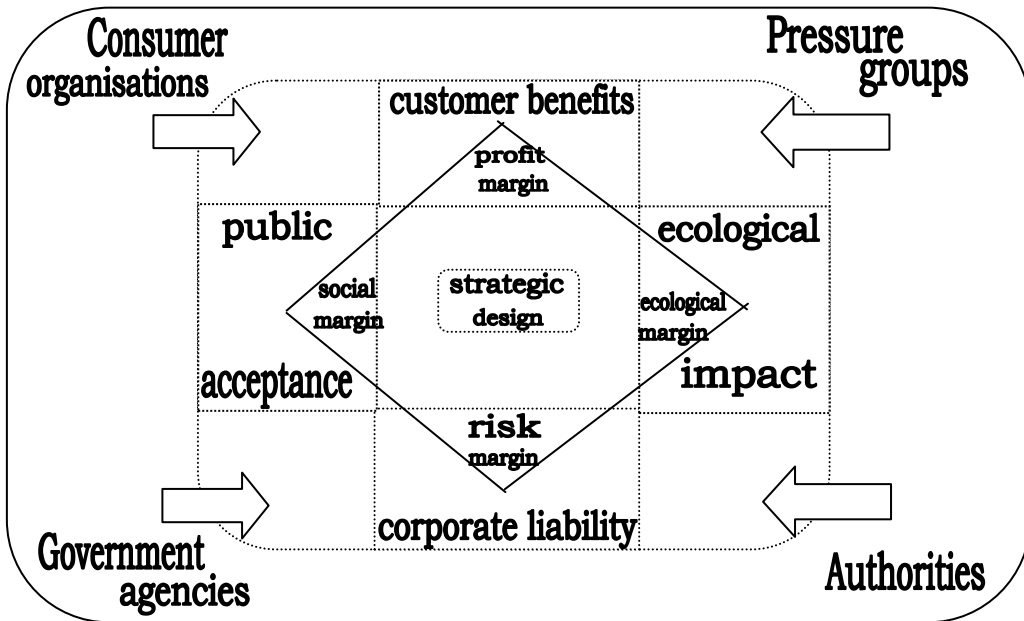 Consumer
organisations
Pressure
groups
customer benefits
profit
margin
public
acceptance
social
margin
strategic
design
ecological
impact
ecological
margin
risk
margin
corporate liability
Government
agencies
Authorities